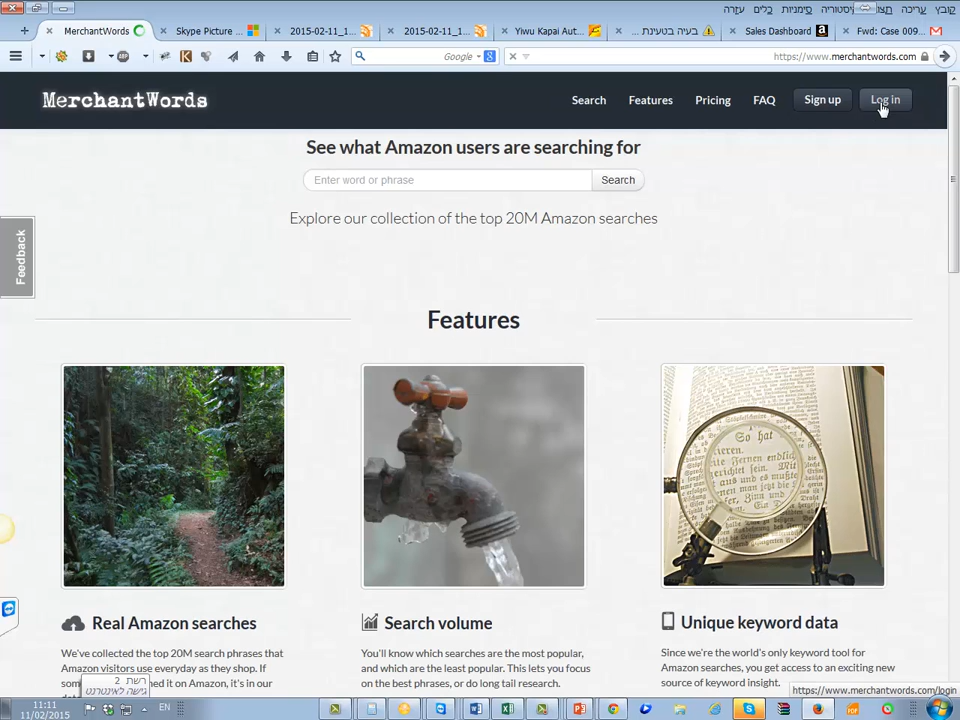 קובץ עריכה תצוגה היסטוריה סימניות כלים עזרה
MerchantWords
Skype Picture ...
2015-02-11_1...
2015-02-11_1...
Yiwu Kapai Aut...
בעיה בטעינת ...
Sales Dashboard
Fwd: Case 009...
Google
https://www.merchantwords.com
MerchantWords
Search
Features
Pricing
FAQ
Sign up
Log in
See what Amazon users are searching for
Enter word or phrase
Search
Explore our collection of the top 20M Amazon searches
Feedback
Features
So hat
Real Amazon searches
We've collected the top 20M search phrases that
Amazon visitors use everyday as they shop. If
ned it on Amazon, it's in our
Search volume
You'll know which searches are the most popular,
and which are the least popular. This lets you focus
on the best phrases, or do long tail research.
Unique keyword data
Since we're the world's only keyword tool for
Amazon searches, you get access to an exciting new
source of keyword insight.
רשת 2
גישה לאינטרנט
https://www.merchantwords.com/login
11:11
11/02/2015
EN